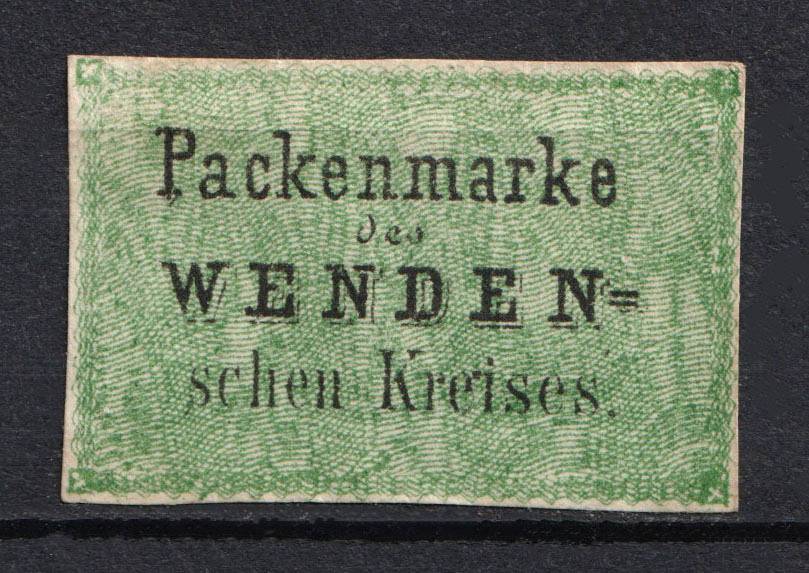 Packenmarke
des
WENDEN=
schen Kreises.